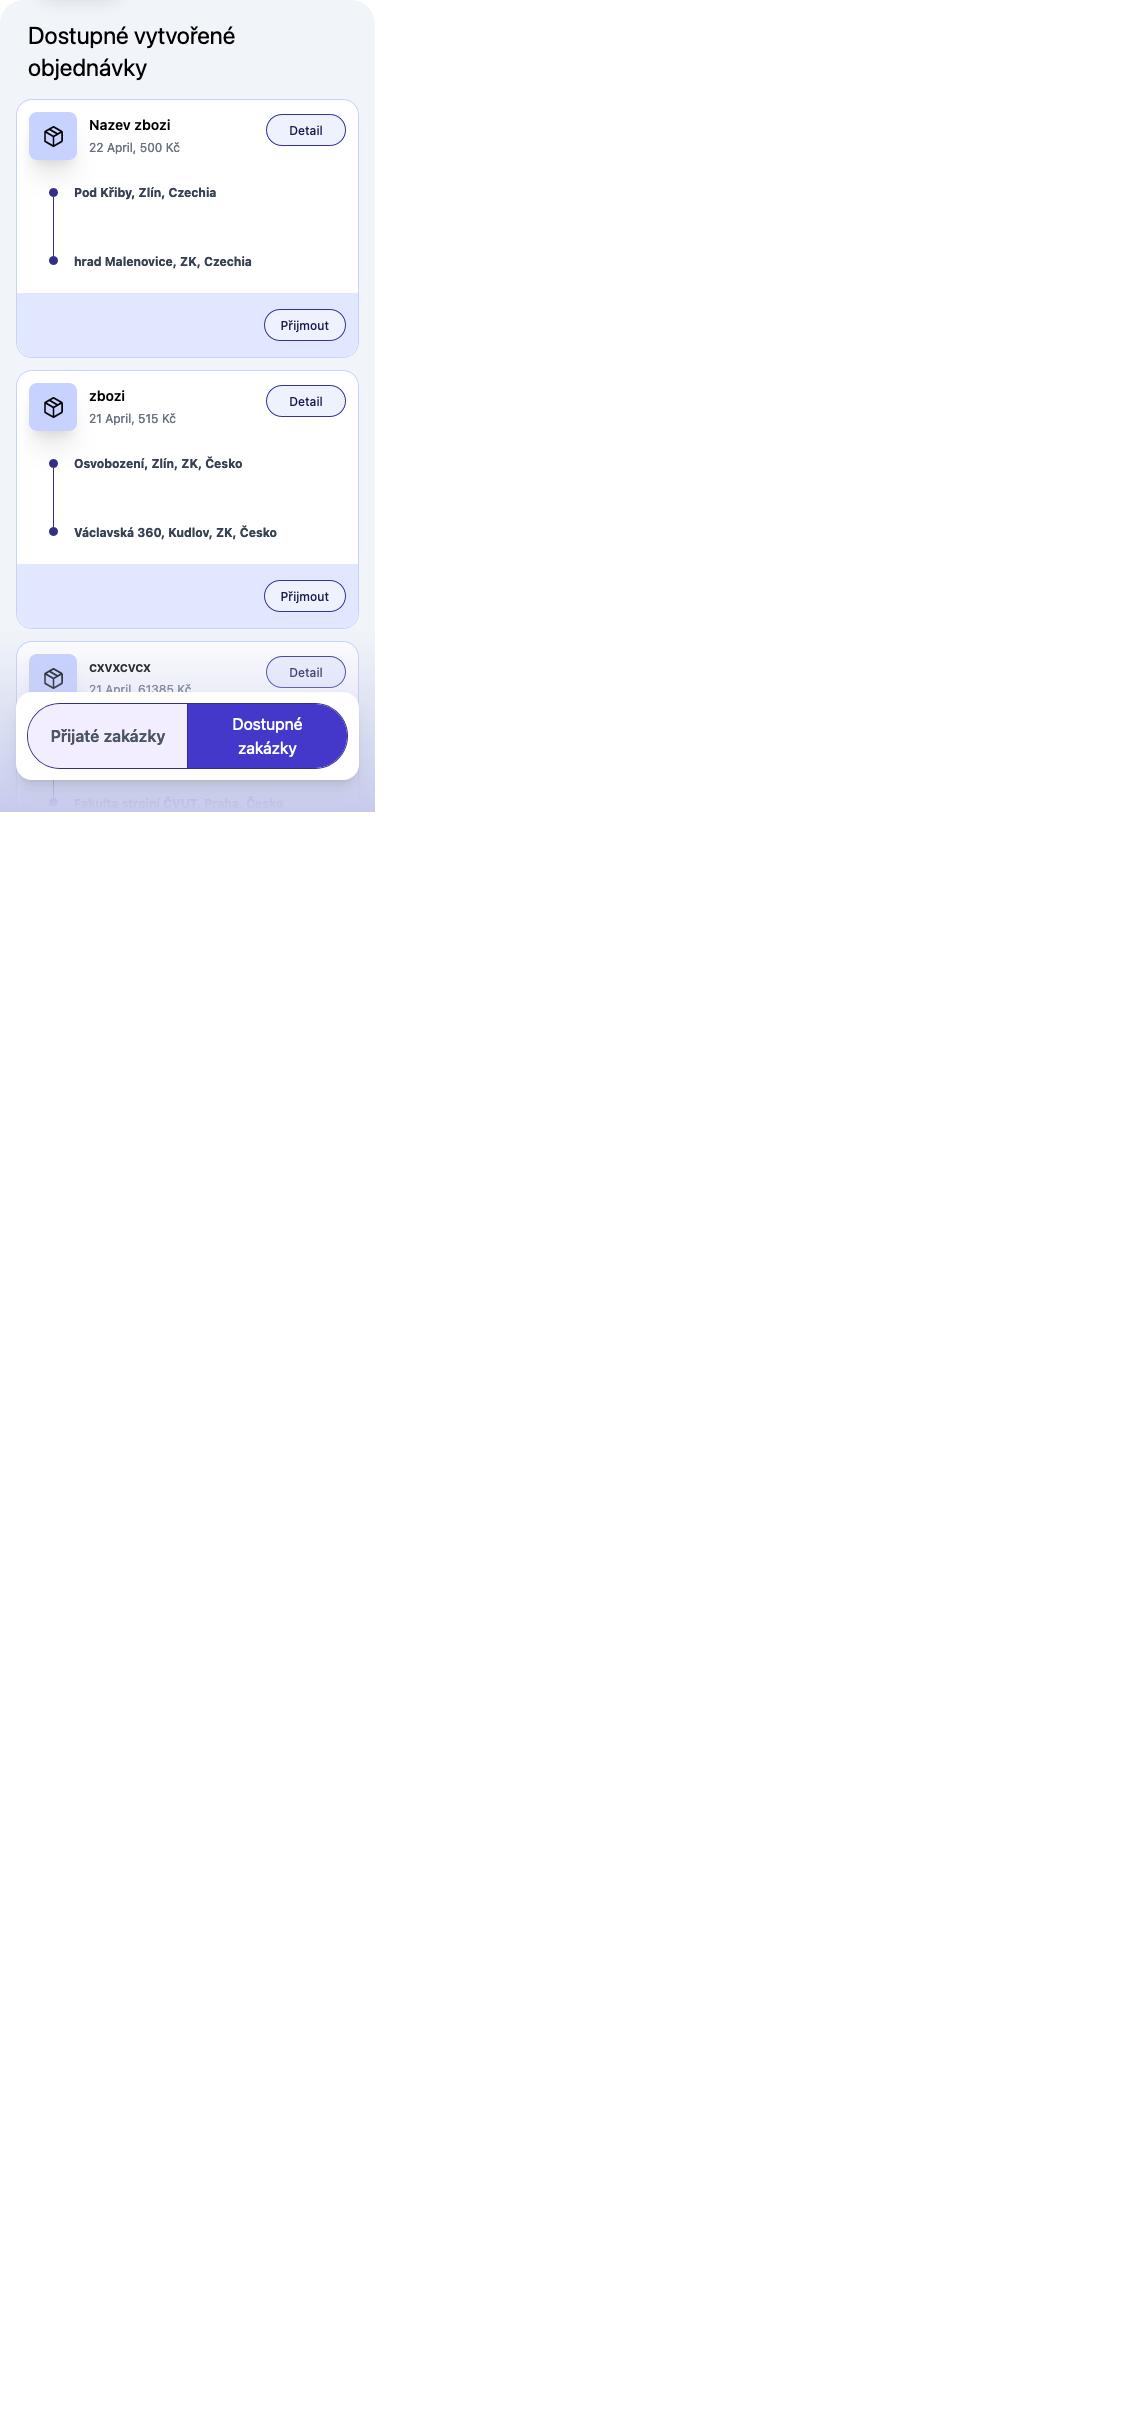 Dostupné vytvořené
objednávky
Nazev zbozi
Detail
22 April, 500 Kč
Pod Křiby, Zlín, Czechia
hrad Malenovice, ZK, Czechia
Přijmout
zbozi
Detail
21 April, 515 Kč
Osvobození, Zlín, ZK, Česko
Václavská 360, Kudlov, ZK, Česko
Přijmout
cxvxcvcx
Detail
21 April, 61385 Kč
Přijaté zakázky
Dostupné
zakázky
Fakulta strojní ČVUT, Praha, Česko